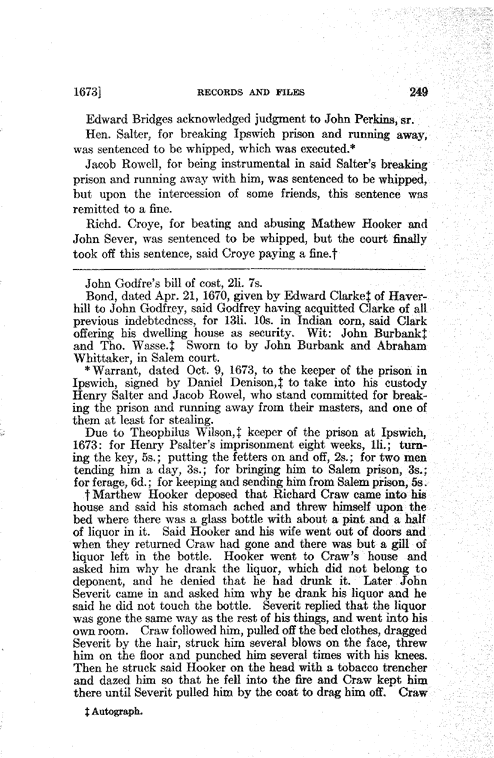 1673] RECORDS AND FILES 249
Edward Bridges acknowledged judgment to John Perkins, sr.
Hen. Salter, for breaking Ipswich prison and running away,
was sentenced to be whipped, which was executed.*
Jacob Rowell, for being instrumental in said Salter's breaking
prison and running away with him, was sentenced to be whipped,
but upon the intercession of some friends, this sentence was
remitted to a fine.
Richd. Croye, for beating and abusing Mathew Hooker and
John Sever, was sentenced to be whipped, but the court finally
took off this sentence, said Croye paying a fine.†
John Godfre's bill of cost, 2li. 7s.
Bond, dated Apr. 21, 1670, given by Edward Clarke‡ of Haver-
hill to John Godfrey, said Godfrey having acquitted Clarke of all
previous indebtedness, for 13li. 10s. in Indian corn, said Clark
offering his dwelling house as security. Wit: John Burbank‡
and Tho. Wasse.‡ Sworn to by John Burbank and Abraham
Whittaker, in Salem court.
*Warrant, dated Oct. 9, 1673, to the keeper of the prison in
Ipswich, signed by Daniel Denison,‡ to take into his custody
Henry Salter and Jacob Rowel, who stand committed for break-
ing the prison and running away from their masters, and one of
them at least for stealing.
Due to Theophilus Wilson,‡ keeper of the prison at Ipswich,
1673: for Henry Psalter's imprisonment eight weeks, 1li.; turn-
ing the key, 5s.; putting the fetters on and off, 2s.; for two men
tending him a day, 3s.; for bringing him to Salem prison, 3s.;
for ferage, 6d.; for keeping and sending him from Salem prison, 5s.
†Marthew Hooker deposed that Richard Craw came into his
house and said his stomach ached and threw himself upon the
bed where there was a glass bottle with about a pint and a half
of liquor in it. Said Hooker and his wife went out of doors and
when they returned Craw had gone and there was but a gill of
liquor left in the bottle. Hooker went to Craw's house and
asked him why he drank the liquor, which did not belong to
deponent, and he denied that he had drunk it. Later John
Severit came in and asked him why he drank his liquor and he
said he did not touch the bottle. Severit replied that the liquor
was gone the same way as the rest of his things, and went into his
own room. Craw followed him, pulled off the bed clothes, dragged
Severit by the hair, struck him several blows on the face, threw
him on the floor and punched him several times with his knees.
Then he struck said Hooker on the head with a tobacco trencher
and dazed him so that he fell into the fire and Craw kept him
there until Severit pulled him by the coat to drag him off. Craw
‡ Autograph.